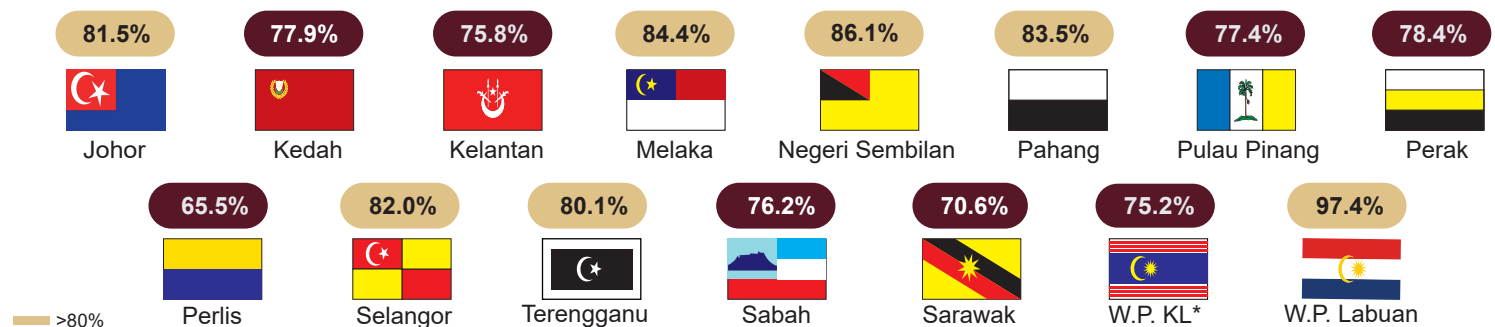 81.5% 77.9% 75.8% 84.4% 86.1% 83.5% 77.4% 78.4%
Johor Kedah Kelantan Melaka Negeri Sembilan Pahang Pulau Pinang Perak
65.5% 82.0% 80.1% 76.2% 70.6% 75.2% 97.4%
>80% Perlis Selangor Terengganu Sabah Sarawak W.P. KL* W.P. Labuan